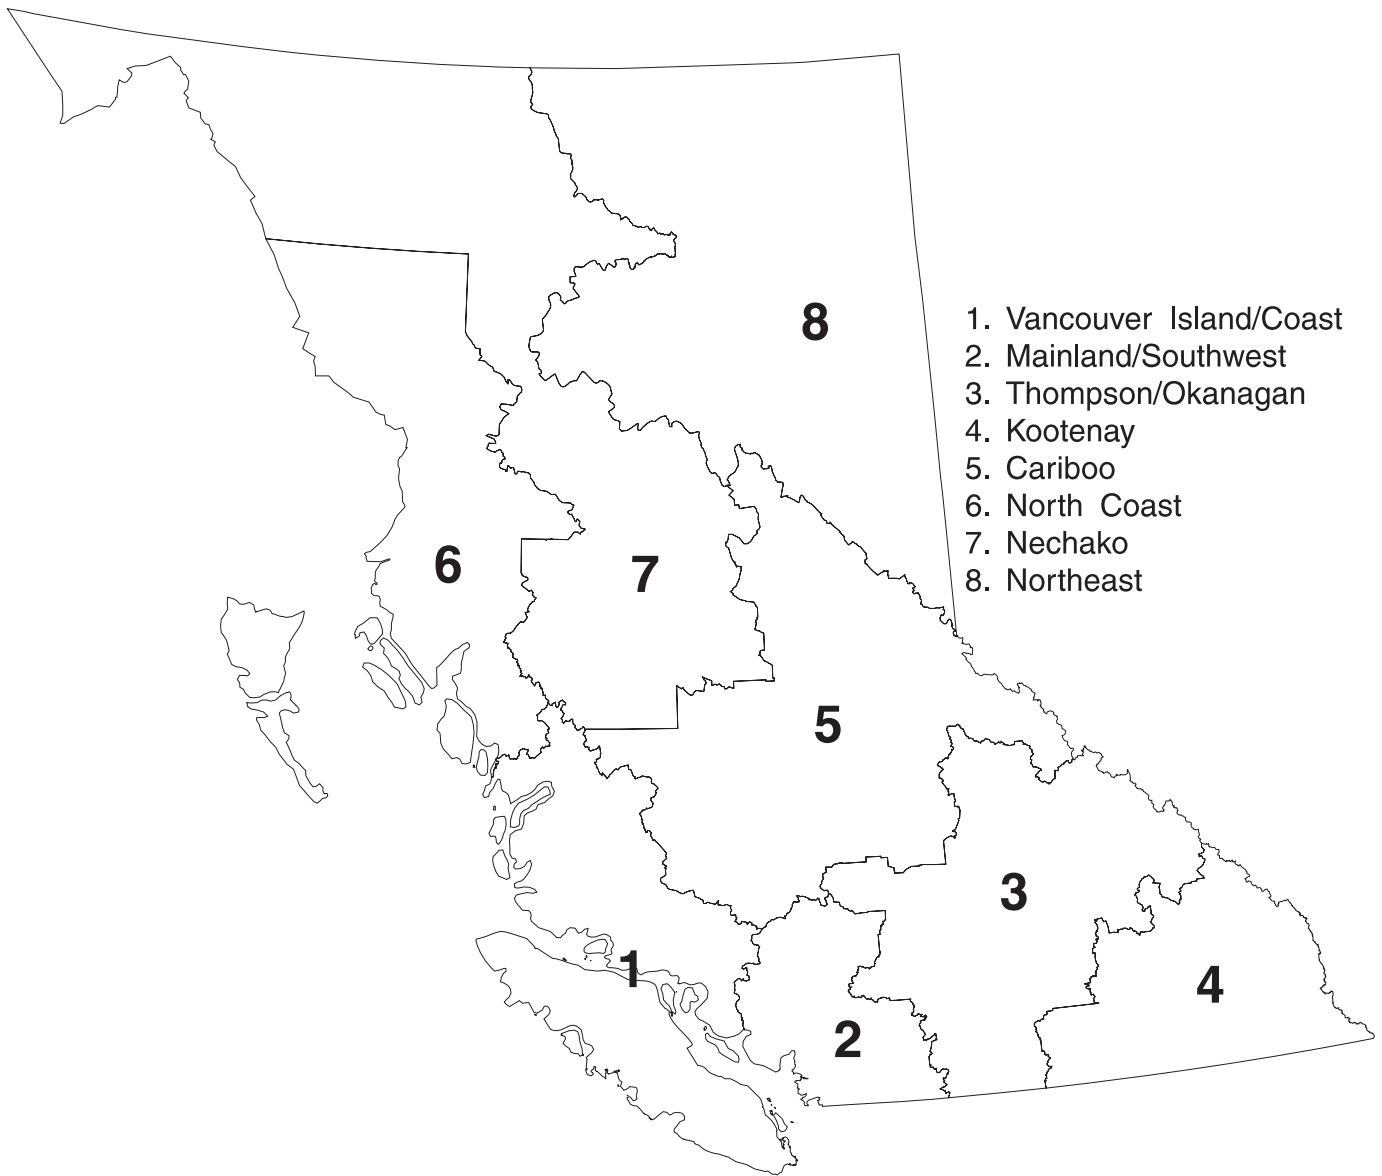 8
1. Vancouver Island/Coast
2. Mainland/Southwest
3. Thompson/Okanagan
4. Kootenay
5. Cariboo
6. North Coast
7. Nechako
8. Northeast
6
7
5
3
1
4
2